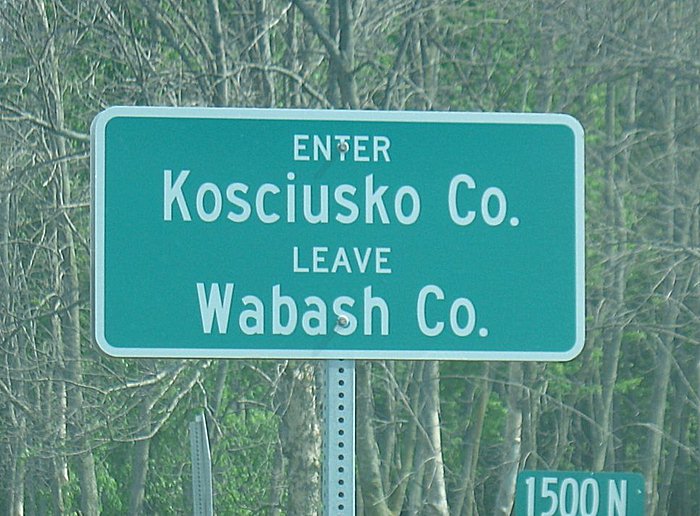 ENTER
Kosciusko Co.
LEAVE
Wabash Co.
1500 N